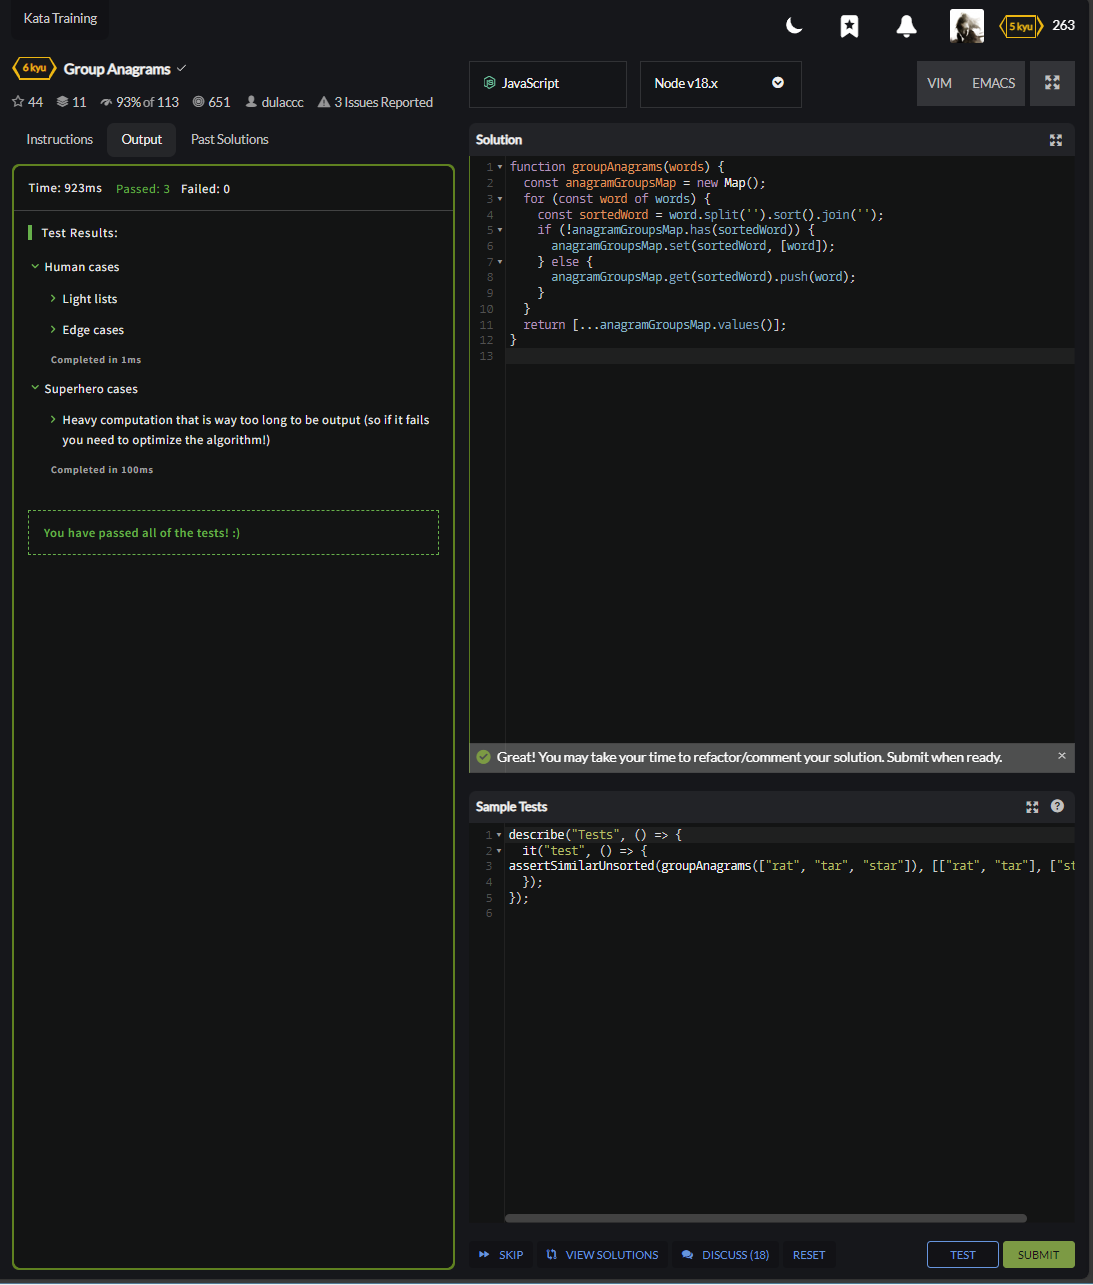 Kata Training
5 kyu 263
6 kyu Group Anagrams
44 11 93% of 113 651 dulaccc 3 Issues Reported
Instructions Output Past Solutions
Time: 923ms Passed: 3 Failed: 0
Test Results:
Human cases
Light lists
Edge cases
Completed in 1ms
Superhero cases
Heavy computation that is way too long to be output (so if it fails
you need to optimize the algorithm!)
Completed in 100ms
You have passed all of the tests! :)
JavaScript Node v18.x VIM EMACS
Solution
1 function groupAnagrams(words) {
2   const anagramGroupsMap = new Map();
3   for (const word of words) {
4     const sortedWord = word.split('').sort().join('');
5     if (!anagramGroupsMap.has(sortedWord)) {
6       anagramGroupsMap.set(sortedWord, [word]);
7     } else {
8       anagramGroupsMap.get(sortedWord).push(word);
9     }
10   }
11   return [...anagramGroupsMap.values()];
12 }
13
Great! You may take your time to refactor/comment your solution. Submit when ready. ×
Sample Tests ?
1 describe("Tests", () => {
2   it("test", () => {
3 assertSimilarUnsorted(groupAnagrams(["rat", "tar", "star"]), [["rat", "tar"], ["st
4   });
5 });
6
SKIP VIEW SOLUTIONS DISCUSS (18) RESET TEST SUBMIT